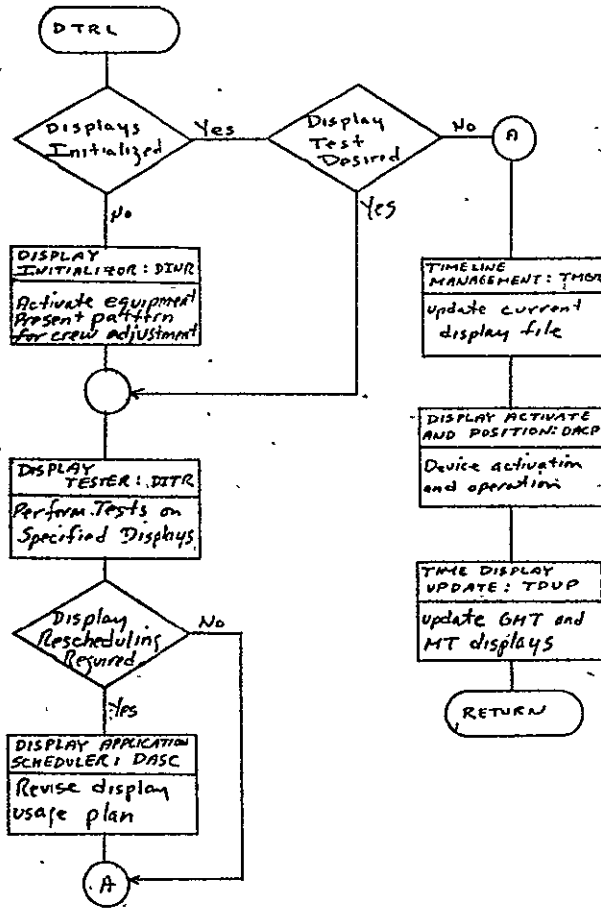 DTRL
Displays
Initialized
Yes
No
Display
Test
Desired
No
A
Yes
DISPLAY
INITIALIZOR: DINR
Activate equipment
Present pattern
for crew adjustment
DISPLAY
TESTER: DITR
Perform Tests on
Specified Displays
Display
Rescheduling
Required
No
Yes
DISPLAY APPLICATION
SCHEDULER: DASC
Revise display
usage plan
A
TIMELINE
MANAGEMENT:
update current
display file
DISPLAY ACTIVATE
AND POSITION: DACP
Device activation
and operation
TIME DISPLAY
UPDATE: TDUP
update GMT and
MT displays
RETURN